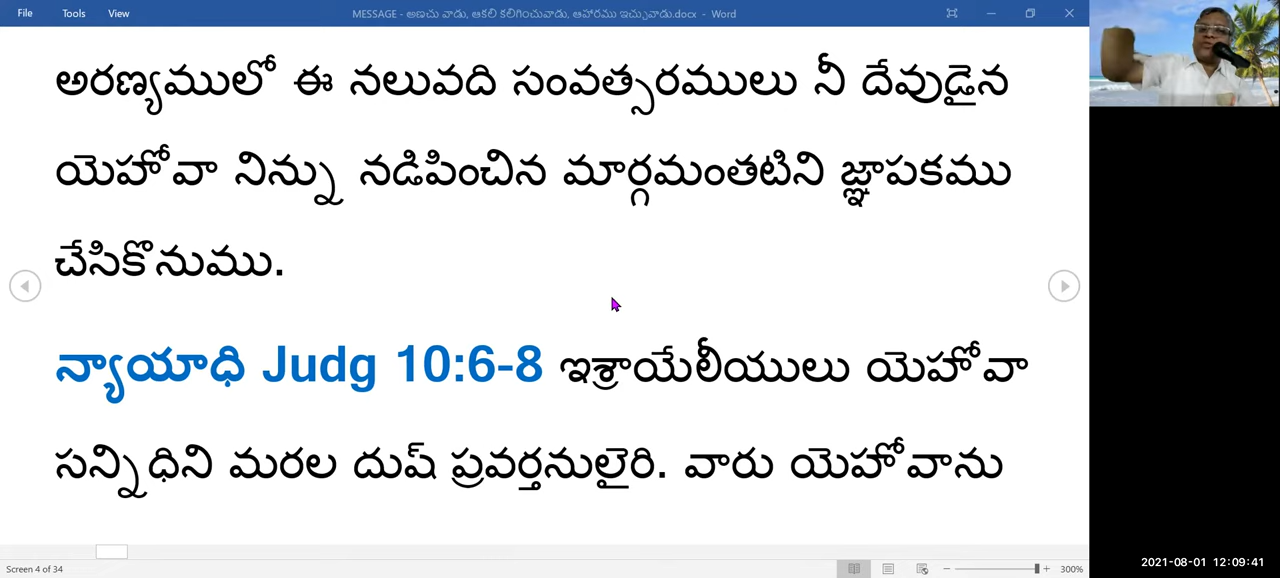 File Tools View MESSAGE - అణచు వాడు, ఆకలి కలిగించువాడు, ఆహారము ఇచ్చువాడు.docx - Word
అరణ్యములో ఈ నలువది సంవత్సరములు నీ దేవుడైన
యెహోవా నిన్ను నడిపించిన మార్గమంతటిని జ్ఞాపకము
చేసికొనుము.
న్యాయాధి Judg 10:6-8 ఇశ్రాయేలీయులు యెహోవా
సన్నిధిని మరల దుష్ ప్రవర్తనులైరి. వారు యెహోవాను
2021-08-01 12:09:41
Screen 4 of 34 300%